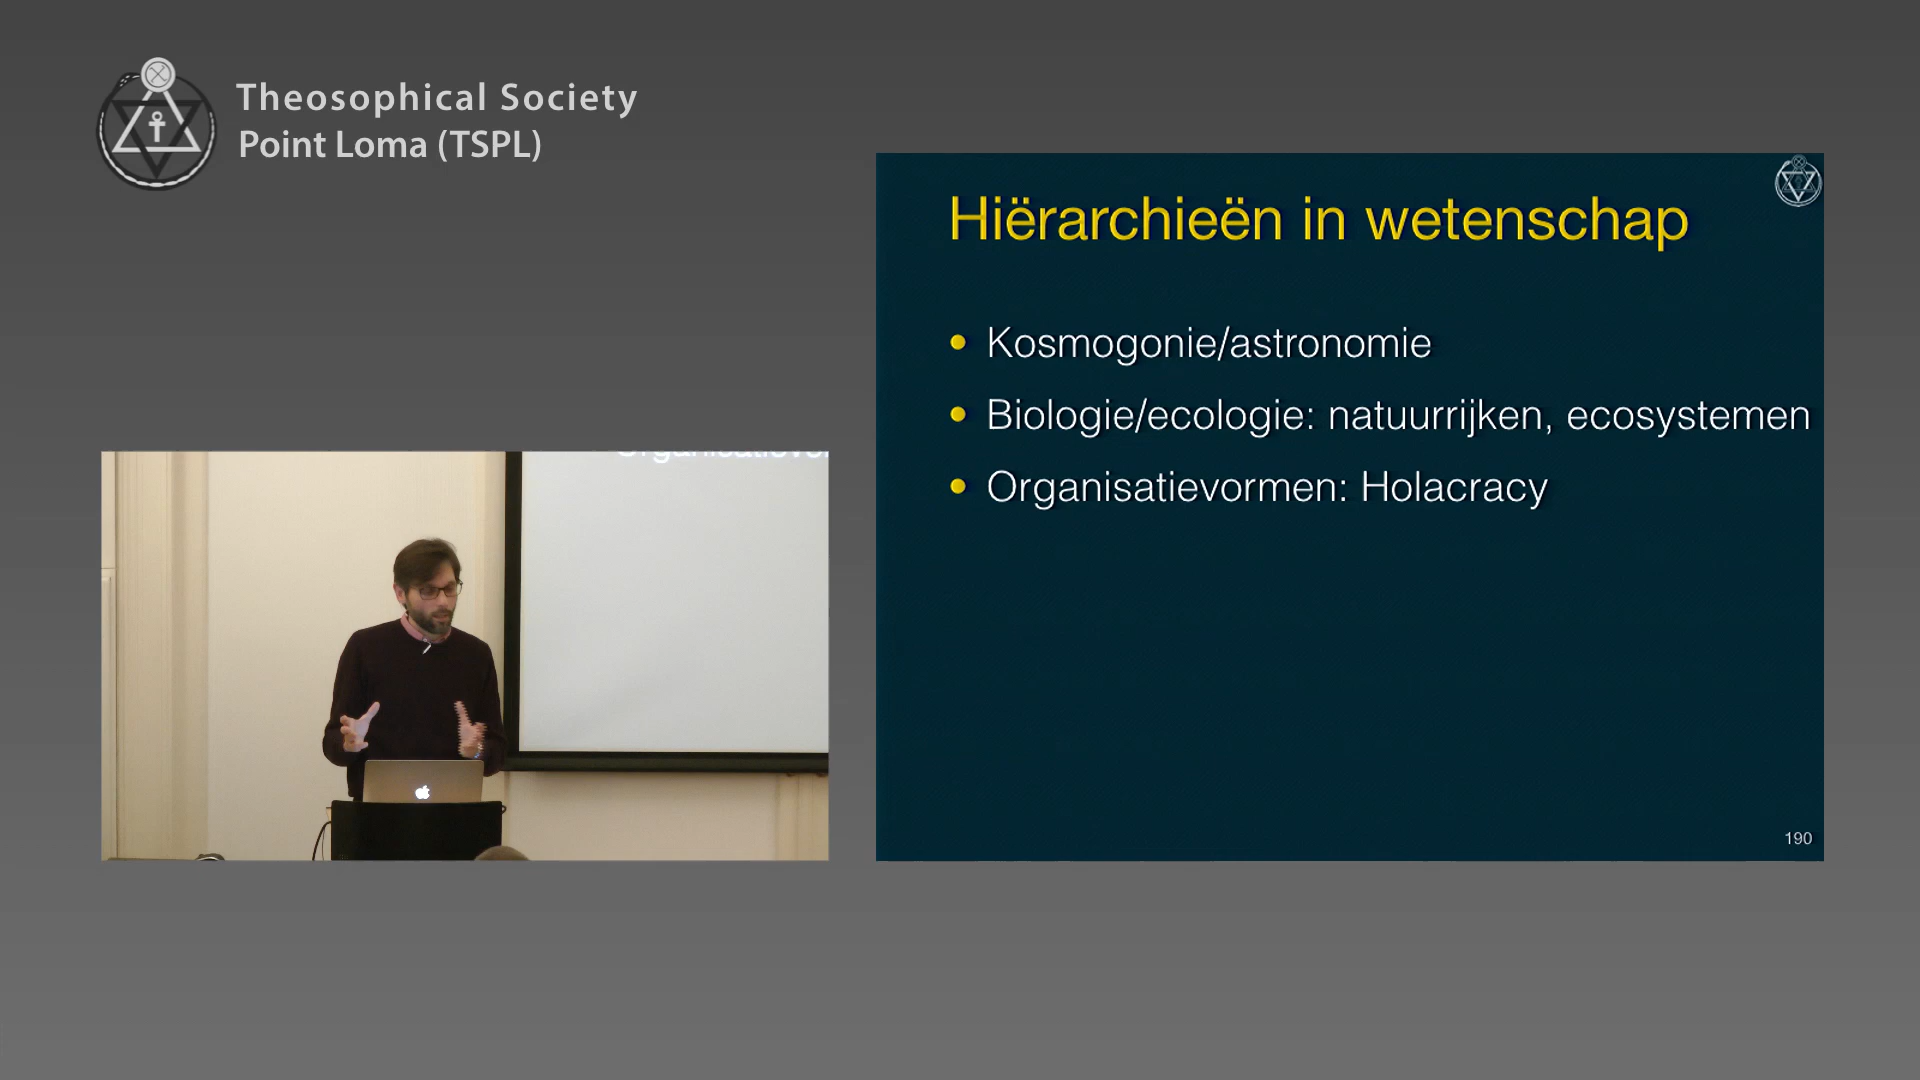 Theosophical Society
Point Loma (TSPL)
Hiërarchieën in wetenschap
Kosmogonie/astronomie
Biologie/ecologie: natuurrijken, ecosystemen
Organisatievormen: Holacracy
190